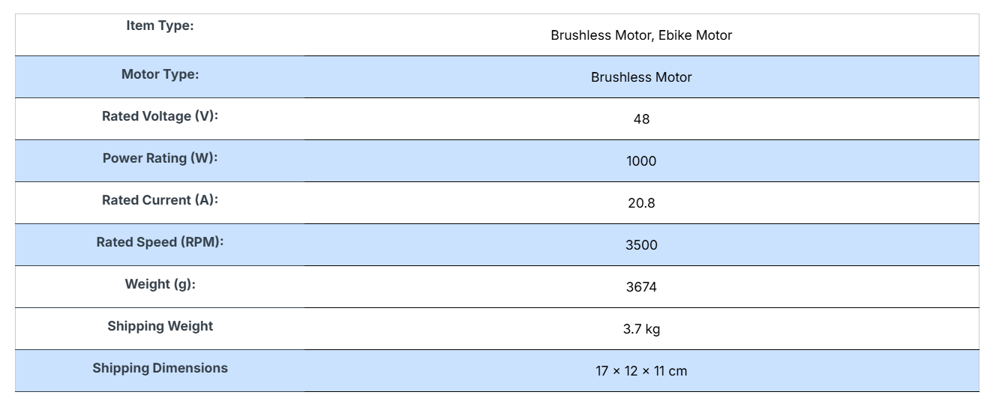 Item Type: Brushless Motor, Ebike Motor
Motor Type: Brushless Motor
Rated Voltage (V): 48
Power Rating (W): 1000
Rated Current (A): 20.8
Rated Speed (RPM): 3500
Weight (g): 3674
Shipping Weight 3.7 kg
Shipping Dimensions 17 × 12 × 11 cm